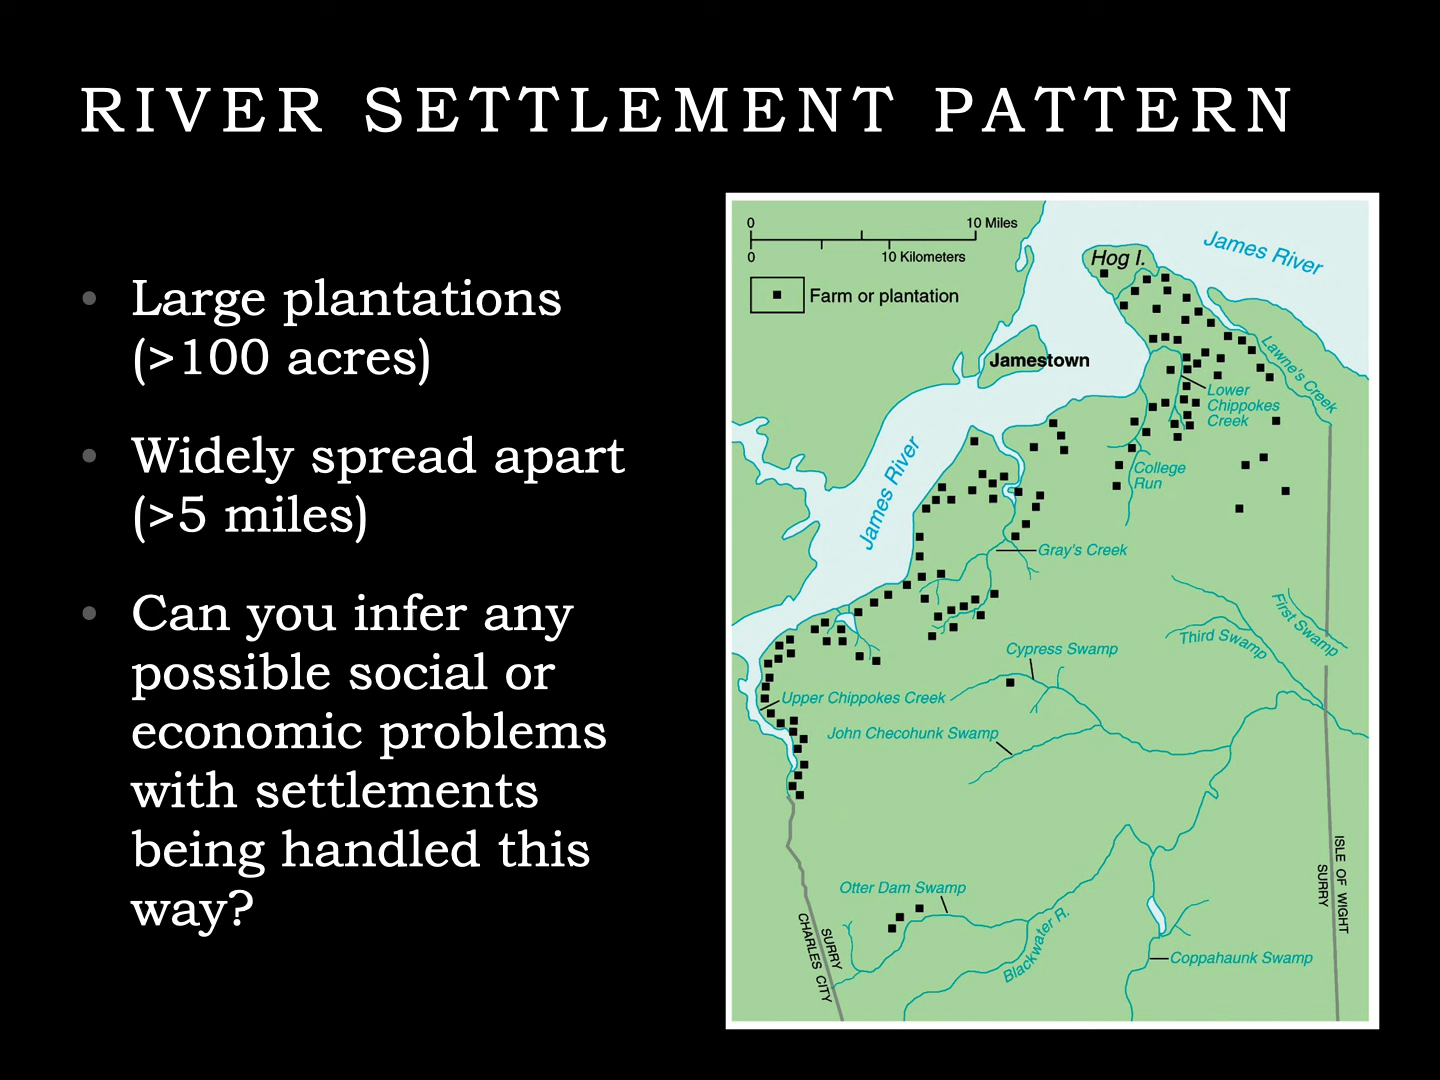 RIVER SETTLEMENT PATTERN
• Large plantations
(>100 acres)
• Widely spread apart
(>5 miles)
• Can you infer any
possible social or
economic problems
with settlements
being handled this
way?
0 10 Miles
0 10 Kilometers
Farm or plantation
Hog I.
James River
Jamestown
Lawne's Creek
Lower
Chippokes
Creek
James River
College
Run
Gray's Creek
First Swamp
Third Swamp
Cypress Swamp
Upper Chippokes Creek
John Checohunk Swamp
ISLE OF WIGHT
SURRY
Otter Dam Swamp
Blackwater R.
SURRY
CHARLES CITY
Coppahaunk Swamp